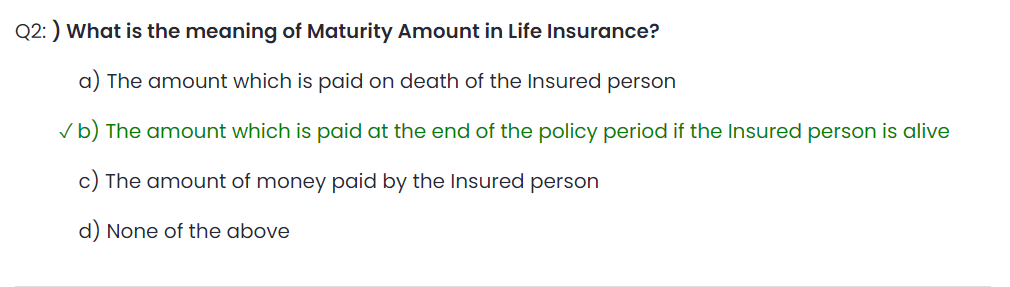 Q2: ) What is the meaning of Maturity Amount in Life Insurance?
a) The amount which is paid on death of the Insured person
✓ b) The amount which is paid at the end of the policy period if the Insured person is alive
c) The amount of money paid by the Insured person
d) None of the above